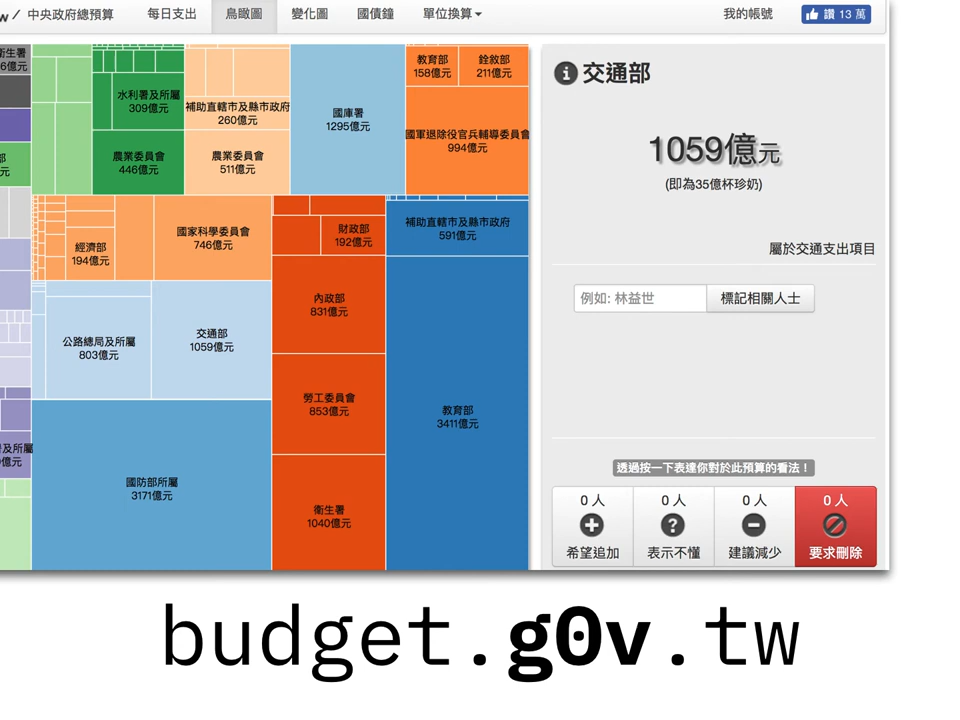 w / 中央政府總預算
每日支出
鳥瞰圖
變化圖
國債鐘
單位換算
我的帳號
讚 13 萬
衛生署
6億元
水利署及所屬
309億元
農業委員會
446億元
補助直轄市及縣市政府
260億元
農業委員會
511億元
國庫署
1295億元
教育部
158億元
銓敘部
211億元
國軍退除役官兵輔導委員會
994億元
部
元
經濟部
194億元
國家科學委員會
746億元
財政部
192億元
補助直轄市及縣市政府
591億元
內政部
831億元
公路總局及所屬
803億元
交通部
1059億元
勞工委員會
853億元
教育部
3411億元
及所屬
億元
國防部所屬
3171億元
衛生署
1040億元
交通部
1059億元
(即為35億杯珍奶)
屬於交通支出項目
例如: 林益世
標記相關人士
透過按一下表達你對於此預算的看法！
0 人
希望追加
0 人
表示不懂
0 人
建議減少
0 人
要求刪除
budget.g0v.tw